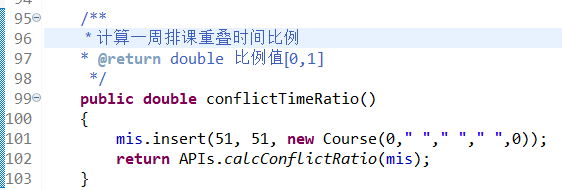 95 /**
96 * 计算一周排课重叠时间比例
97 * @return double 比例值[0,1]
98 */
99 public double conflictTimeRatio()
100 {
101 mis.insert(51, 51, new Course(0," "," "," ",0));
102 return APIs.calcConflictRatio(mis);
103 }